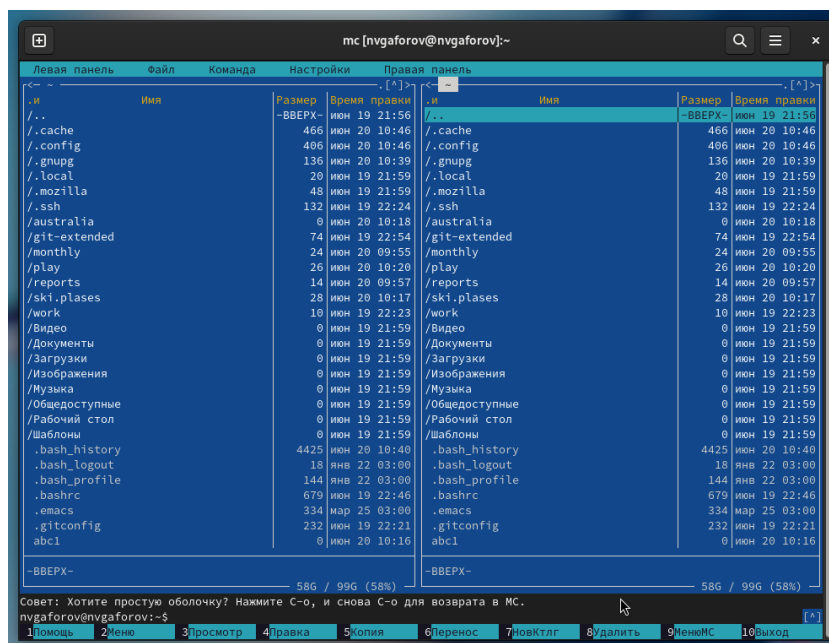 mc [nvgaforov@nvgaforov]:~
Левая панель Файл Команда Настройки Правая панель
<- ~ .[^]> <- ~ .[^]>
.и Имя Размер Время правки .и Имя Размер Время правки
/.. -ВВЕРХ- июн 19 21:56 /.. -ВВЕРХ- июн 19 21:56
/.cache 466 июн 20 10:46 /.cache 466 июн 20 10:46
/.config 406 июн 20 10:46 /.config 406 июн 20 10:46
/.gnupg 136 июн 20 10:39 /.gnupg 136 июн 20 10:39
/.local 20 июн 19 21:59 /.local 20 июн 19 21:59
/.mozilla 48 июн 19 21:59 /.mozilla 48 июн 19 21:59
/.ssh 132 июн 19 22:24 /.ssh 132 июн 19 22:24
/australia 0 июн 20 10:18 /australia 0 июн 20 10:18
/git-extended 74 июн 19 22:54 /git-extended 74 июн 19 22:54
/monthly 24 июн 20 09:55 /monthly 24 июн 20 09:55
/play 26 июн 20 10:20 /play 26 июн 20 10:20
/reports 14 июн 20 09:57 /reports 14 июн 20 09:57
/ski.plases 28 июн 20 10:17 /ski.plases 28 июн 20 10:17
/work 10 июн 19 22:23 /work 10 июн 19 22:23
/Видео 0 июн 19 21:59 /Видео 0 июн 19 21:59
/Документы 0 июн 19 21:59 /Документы 0 июн 19 21:59
/Загрузки 0 июн 19 21:59 /Загрузки 0 июн 19 21:59
/Изображения 0 июн 19 21:59 /Изображения 0 июн 19 21:59
/Музыка 0 июн 19 21:59 /Музыка 0 июн 19 21:59
/Общедоступные 0 июн 19 21:59 /Общедоступные 0 июн 19 21:59
/Рабочий стол 0 июн 19 21:59 /Рабочий стол 0 июн 19 21:59
/Шаблоны 0 июн 19 21:59 /Шаблоны 0 июн 19 21:59
.bash_history 4425 июн 20 10:40 .bash_history 4425 июн 20 10:40
.bash_logout 18 янв 22 03:00 .bash_logout 18 янв 22 03:00
.bash_profile 144 янв 22 03:00 .bash_profile 144 янв 22 03:00
.bashrc 679 июн 19 22:46 .bashrc 679 июн 19 22:46
.emacs 334 мар 25 03:00 .emacs 334 мар 25 03:00
.gitconfig 232 июн 19 22:21 .gitconfig 232 июн 19 22:21
abc1 0 июн 20 10:16 abc1 0 июн 20 10:16
-ВВЕРХ- -ВВЕРХ-
58G / 99G (58%) 58G / 99G (58%)
Совет: Хотите простую оболочку? Нажмите C-o, и снова C-o для возврата в MC.
nvgaforov@nvgaforov:~$ [^]
1Помощь 2Меню 3Просмотр 4Правка 5Копия 6Перенос 7НовКтлг 8Удалить 9МенюMC 10Выход